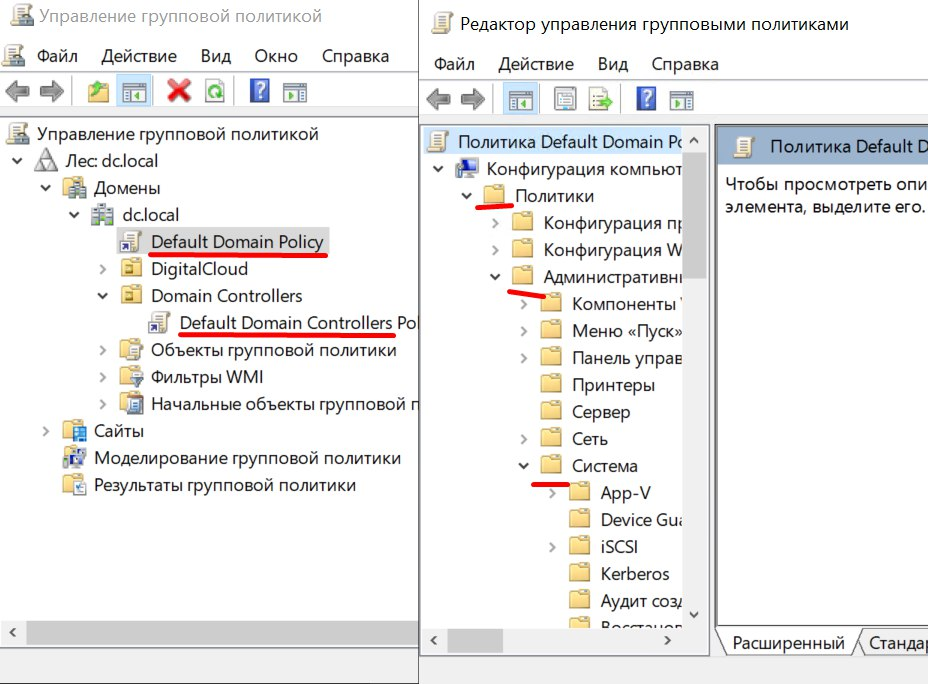 Управление групповой политикой
Файл Действие Вид Окно Справка
Управление групповой политикой
Лес: dc.local
Домены
dc.local
Default Domain Policy
DigitalCloud
Domain Controllers
Default Domain Controllers Pol
Объекты групповой политики
Фильтры WMI
Начальные объекты групповой п
Сайты
Моделирование групповой политики
Результаты групповой политики
Редактор управления групповыми политиками
Файл Действие Вид Справка
Политика Default Domain Po
Конфигурация компьют
Политики
Конфигурация пр
Конфигурация W
Административн
Компоненты
Меню «Пуск»
Панель управ
Принтеры
Сервер
Сеть
Система
App-V
Device Gua
iSCSI
Kerberos
Аудит созд
Восстанов
Политика Default D
Чтобы просмотреть опи
элемента, выделите его.
Расширенный Стандар